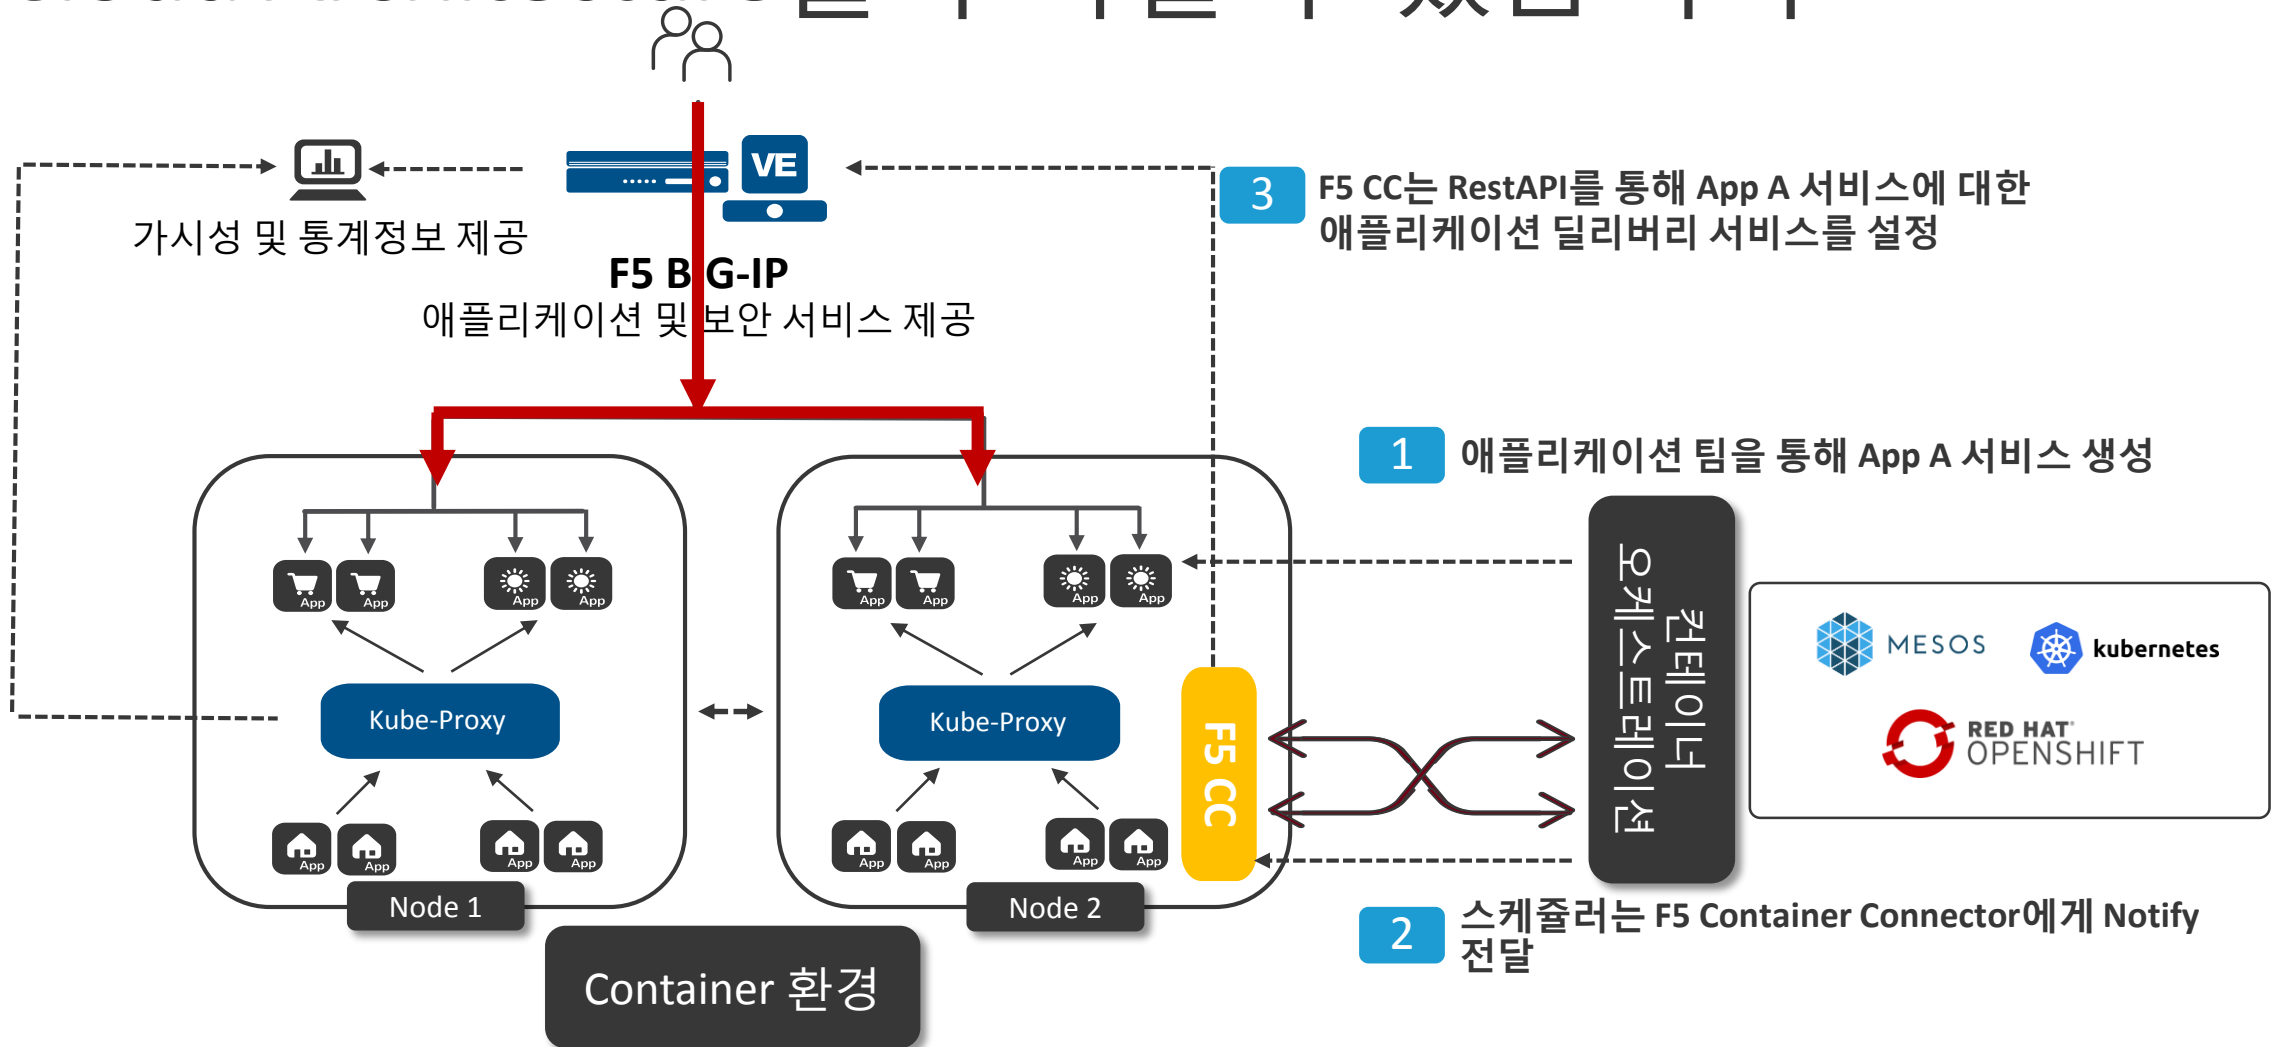 VE
가시성 및 통계정보 제공
F5 BIG-IP
애플리케이션 및 보안 서비스 제공
3
F5 CC는 RestAPI를 통해 App A 서비스에 대한
애플리케이션 딜리버리 서비스를 설정
1
애플리케이션 팀을 통해 App A 서비스 생성
App
App
App
App
App
App
App
App
Kube-Proxy
Kube-Proxy
F5 CC
컨테이너
오케스트레이션
MESOS
kubernetes
RED HAT
OPENSHIFT
App
App
App
App
App
App
App
App
Node 1
Node 2
2
스케쥴러는 F5 Container Connector에게 Notify
전달
Container 환경